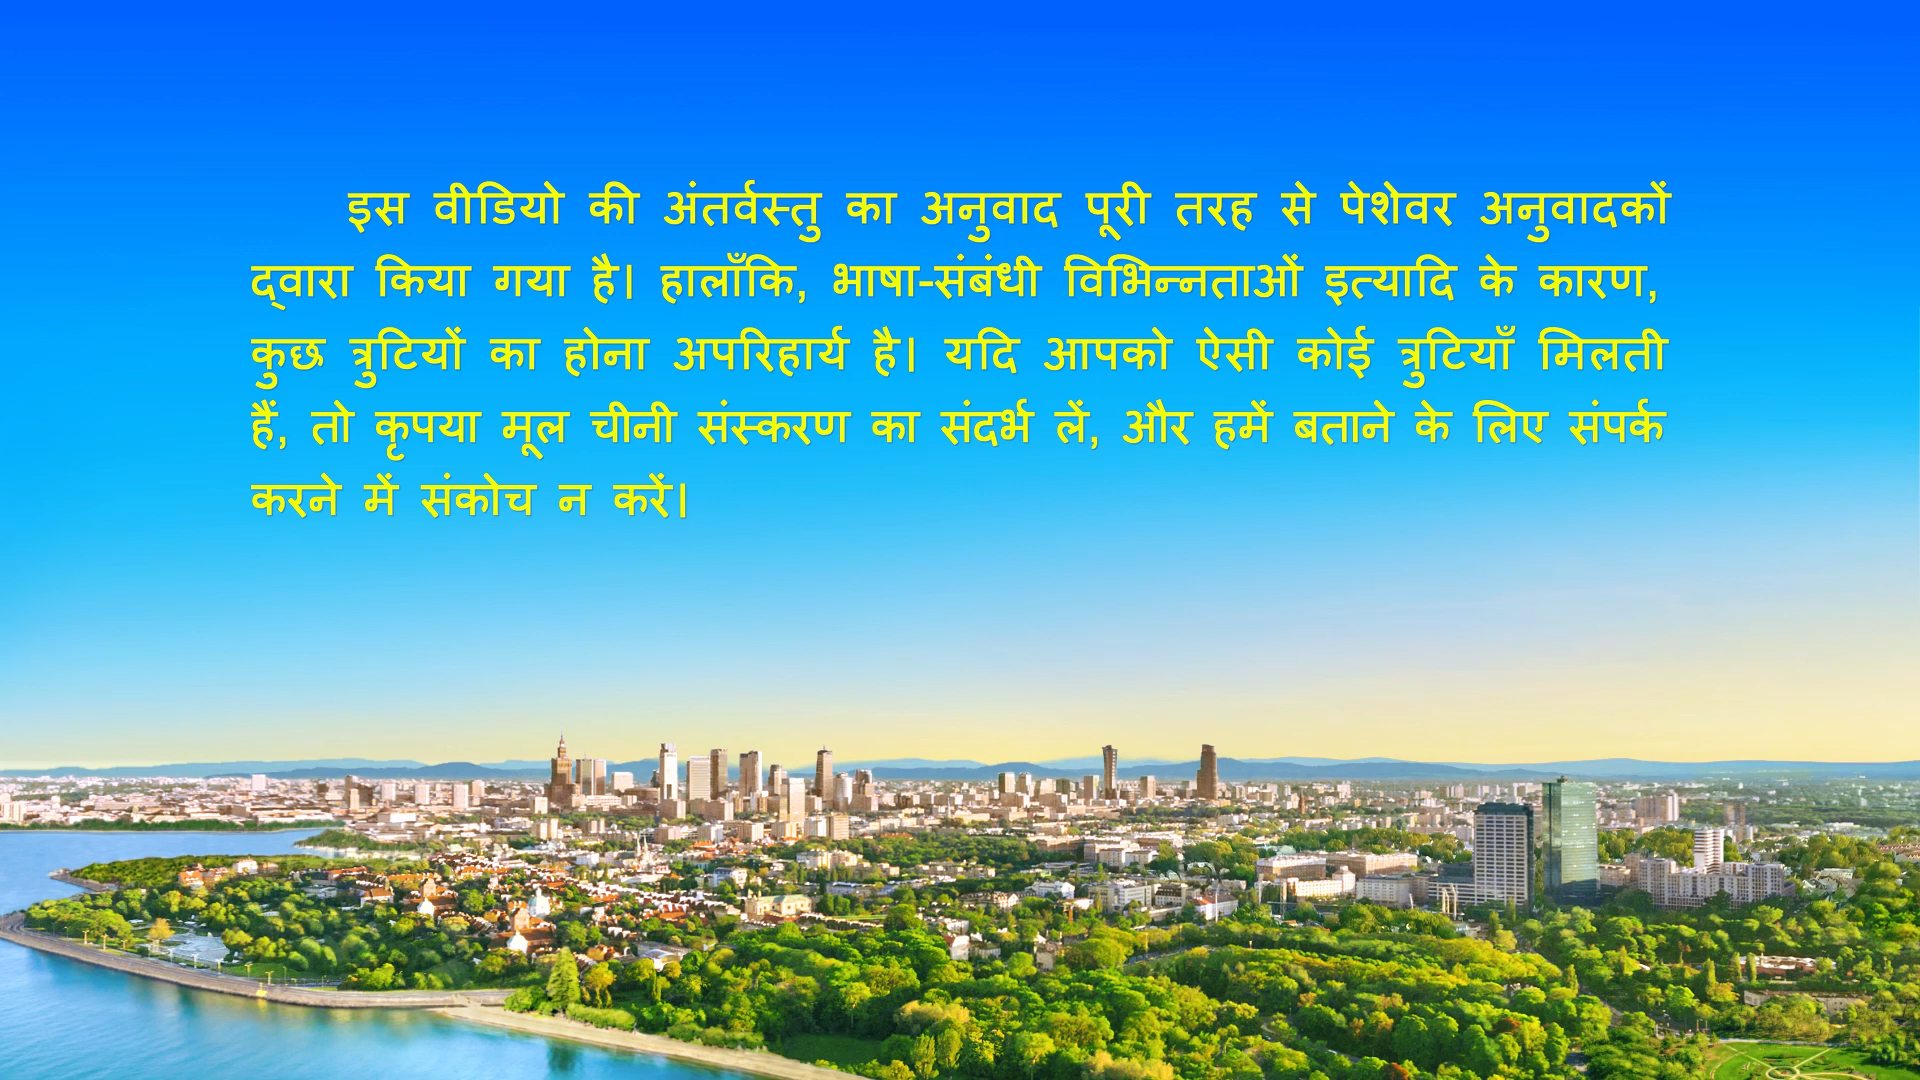 इस वीडियो की अंतर्वस्तु का अनुवाद पूरी तरह से पेशेवर अनुवादकों
द्वारा किया गया है। हालाँकि, भाषा-संबंधी विभिन्नताओं इत्यादि के कारण,
कुछ त्रुटियों का होना अपरिहार्य है। यदि आपको ऐसी कोई त्रुटियाँ मिलती
हैं, तो कृपया मूल चीनी संस्करण का संदर्भ लें, और हमें बताने के लिए संपर्क
करने में संकोच न करें।